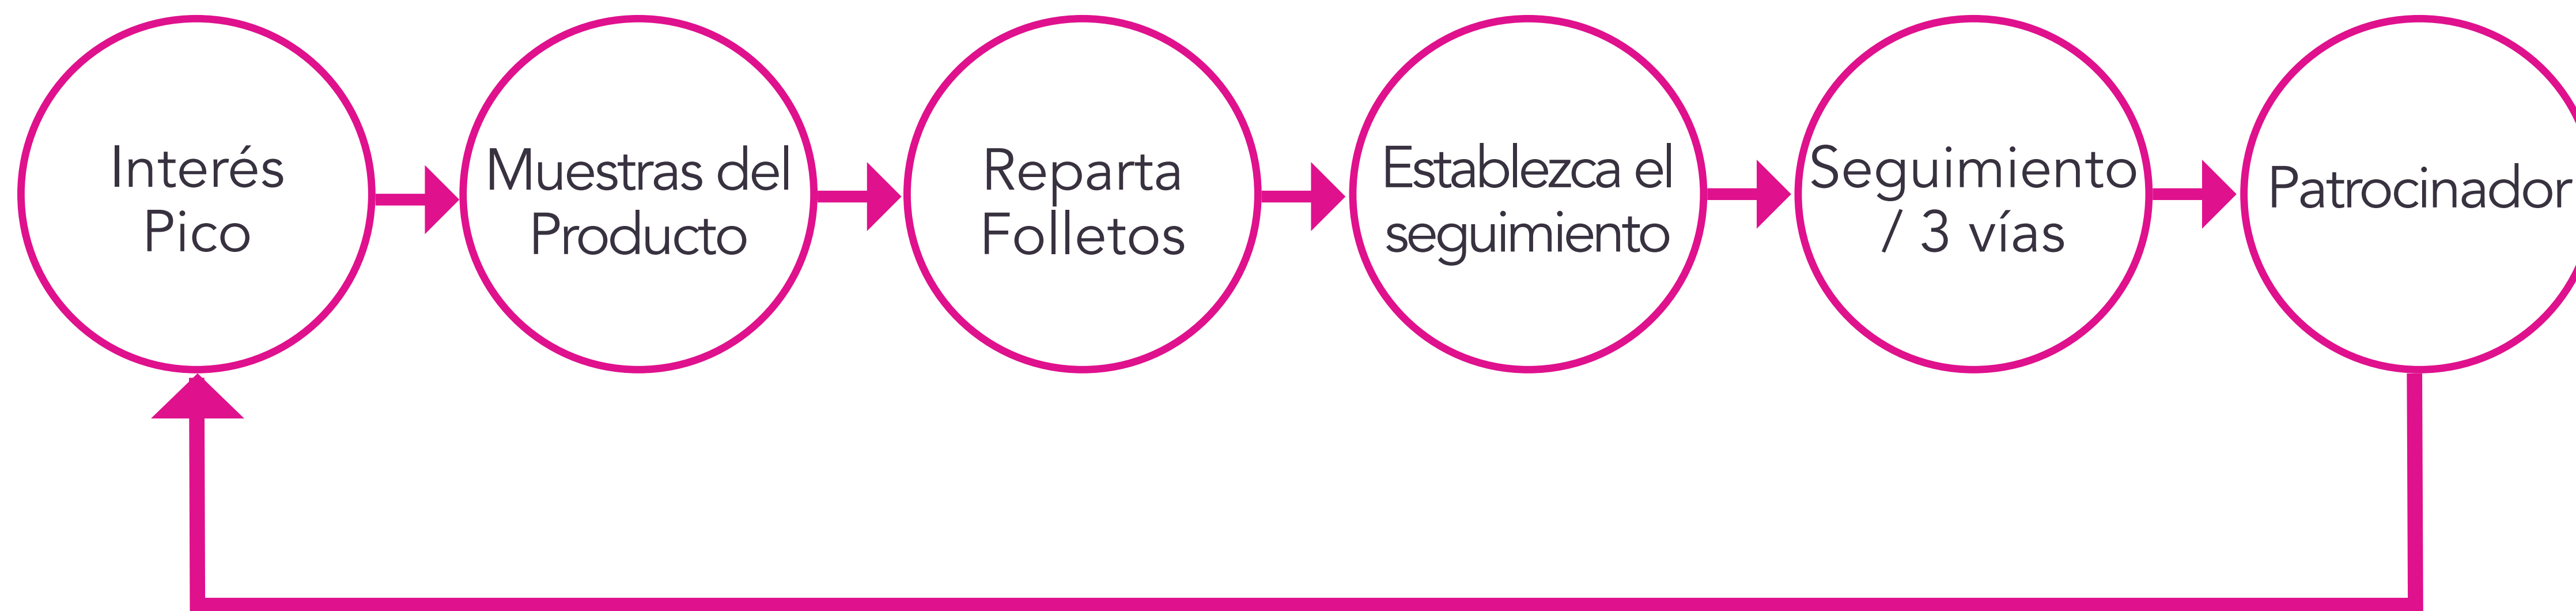 Interés
Pico
Muestras del
Producto
Reparta
Folletos
Establezca el
seguimiento
Seguimiento
/ 3 vías
Patrocinador